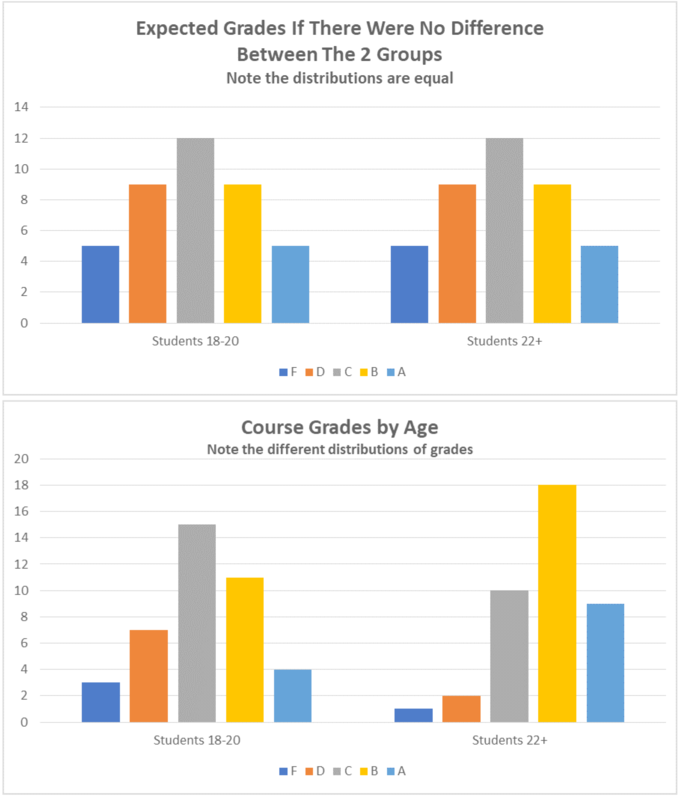 Expected Grades If There Were No Difference
Between The 2 Groups
Note the distributions are equal
14
12
10
8
6
4
2
0
Students 18-20
Students 22+
F D C B A
Course Grades by Age
Note the different distributions of grades
20
18
16
14
12
10
8
6
4
2
0
Students 18-20
Students 22+
F D C B A